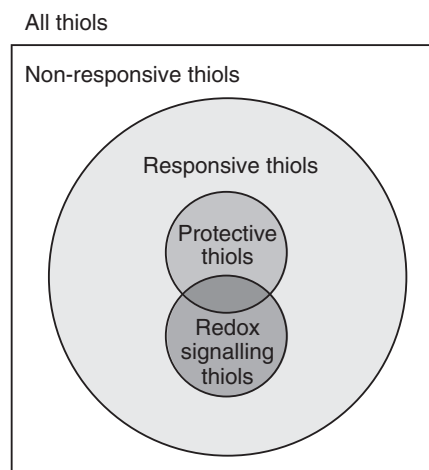 All thiols
Non-responsive thiols
Responsive thiols
Protective
thiols
Redox
signalling
thiols